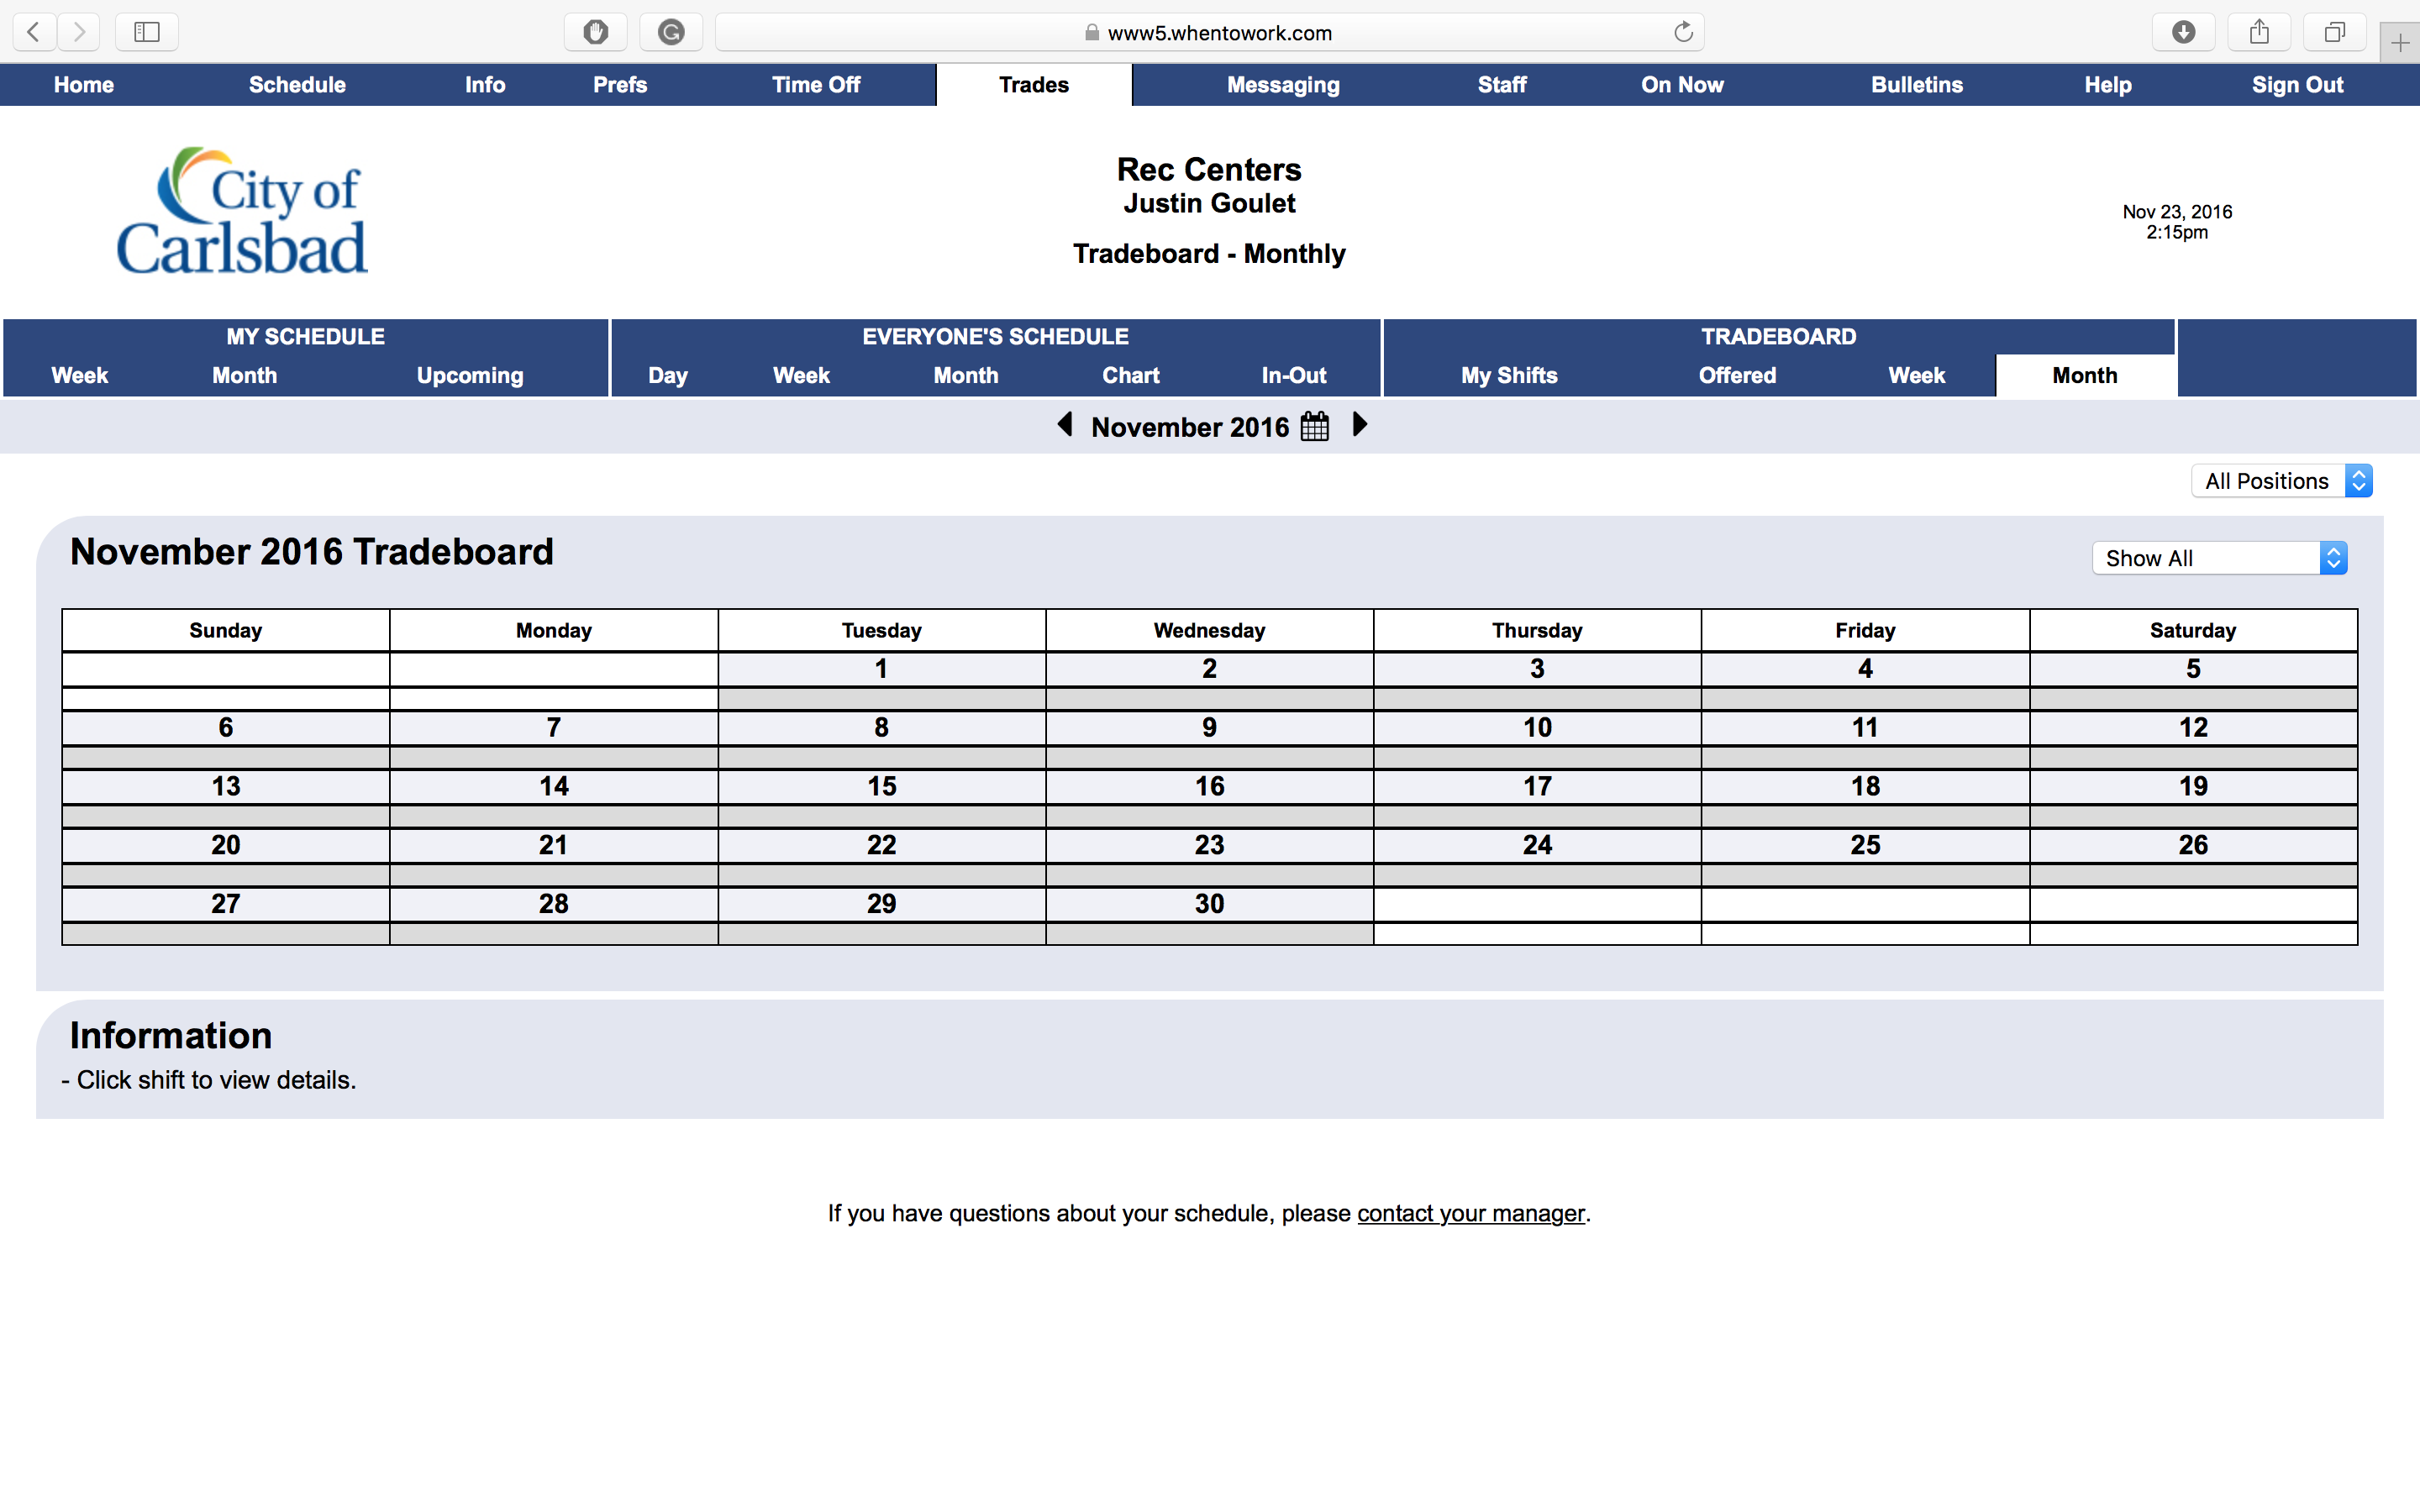 www5.whentowork.com
Home Schedule Info Prefs Time Off Trades Messaging Staff On Now Bulletins Help Sign Out
City of
Carlsbad
Rec Centers
Justin Goulet
Tradeboard - Monthly
Nov 23, 2016
2:15pm
MY SCHEDULE EVERYONE'S SCHEDULE TRADEBOARD
Week Month Upcoming Day Week Month Chart In-Out My Shifts Offered Week Month
November 2016
All Positions
November 2016 Tradeboard
Show All
Sunday Monday Tuesday Wednesday Thursday Friday Saturday
1 2 3 4 5
6 7 8 9 10 11 12
13 14 15 16 17 18 19
20 21 22 23 24 25 26
27 28 29 30
Information
- Click shift to view details.
If you have questions about your schedule, please contact your manager.